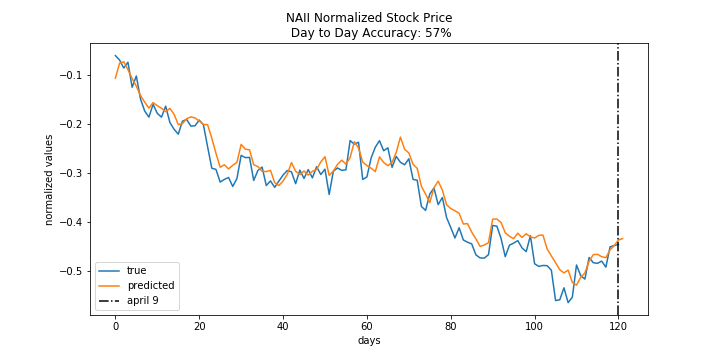 NAII Normalized Stock Price
Day to Day Accuracy: 57%
normalized values
−0.1
−0.2
−0.3
−0.4
−0.5
true
predicted
april 9
0
20
40
60
80
100
120
days